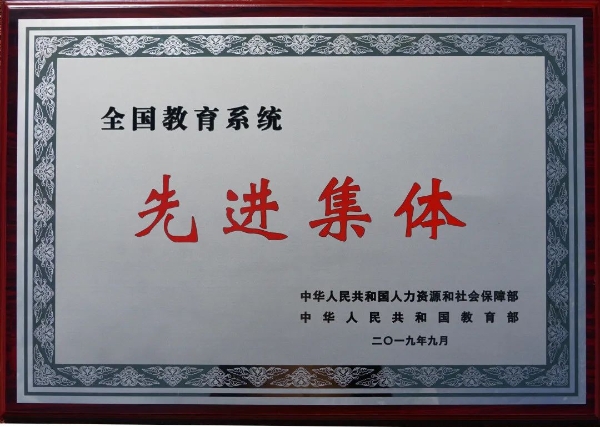 全国教育系统
先进集体
中华人民共和国人力资源和社会保障部
中华人民共和国教育部
二〇一九年九月